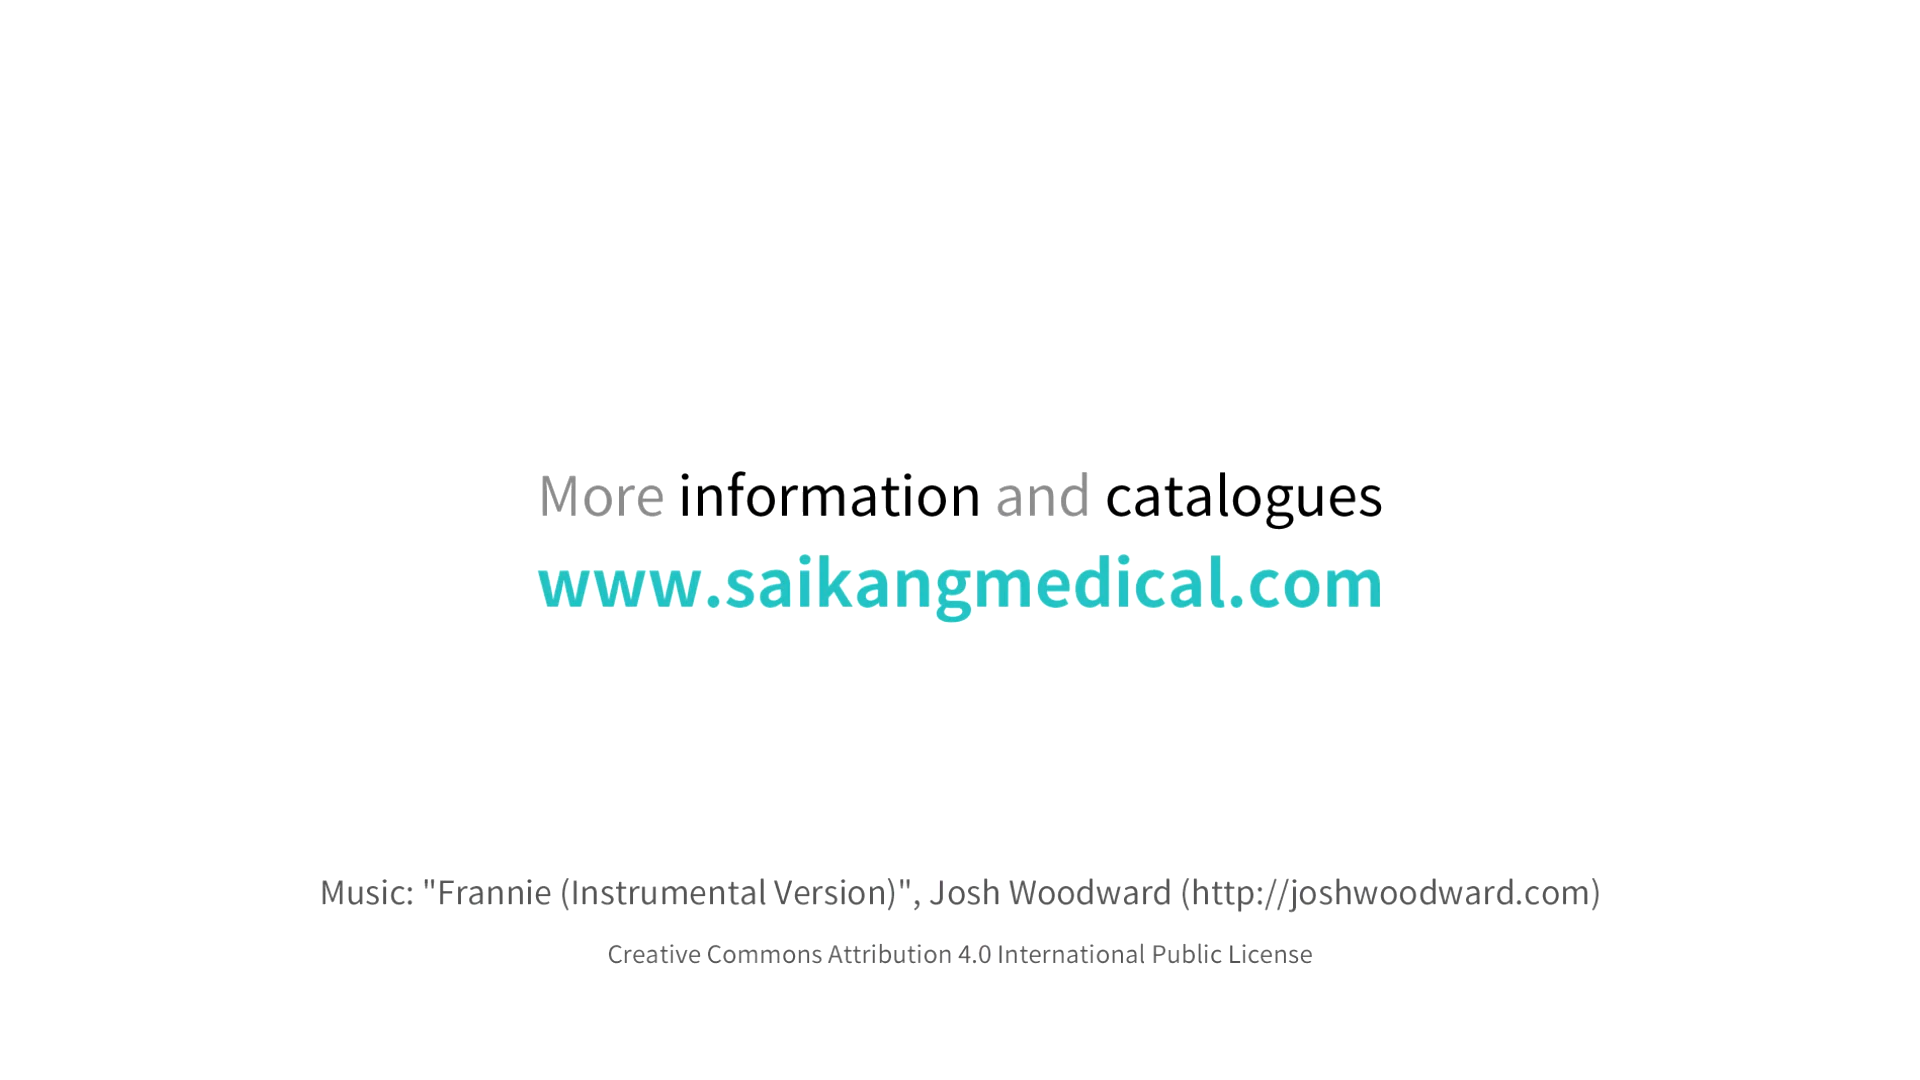 More information and catalogues
www.saikangmedical.com
Music: "Frannie (Instrumental Version)", Josh Woodward (http://joshwoodward.com)
Creative Commons Attribution 4.0 International Public License